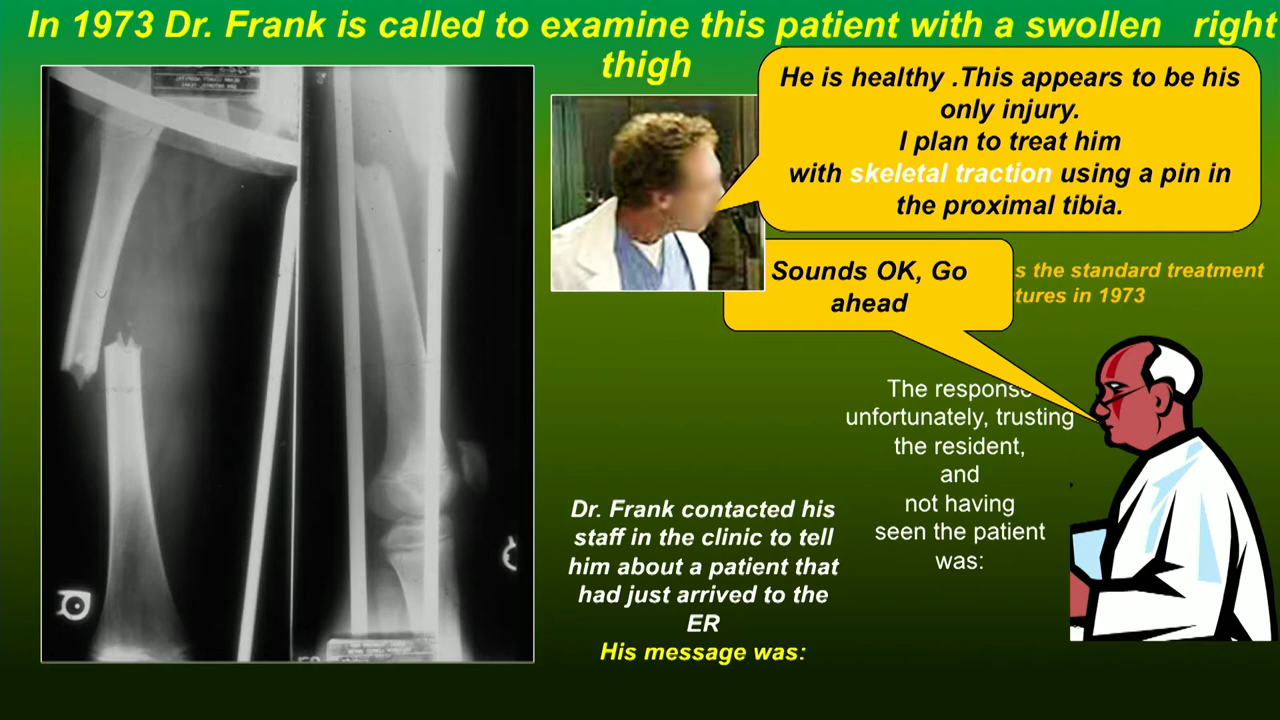 In 1973 Dr. Frank is called to examine this patient with a swollen right
thigh
He is healthy .This appears to be his
only injury.
I plan to treat him
with skeletal traction using a pin in
the proximal tibia.
Sounds OK, Go
ahead
s the standard treatment
tures in 1973
The response
unfortunately, trusting
the resident,
and
not having
seen the patient
was:
Dr. Frank contacted his
staff in the clinic to tell
him about a patient that
had just arrived to the
ER
His message was: